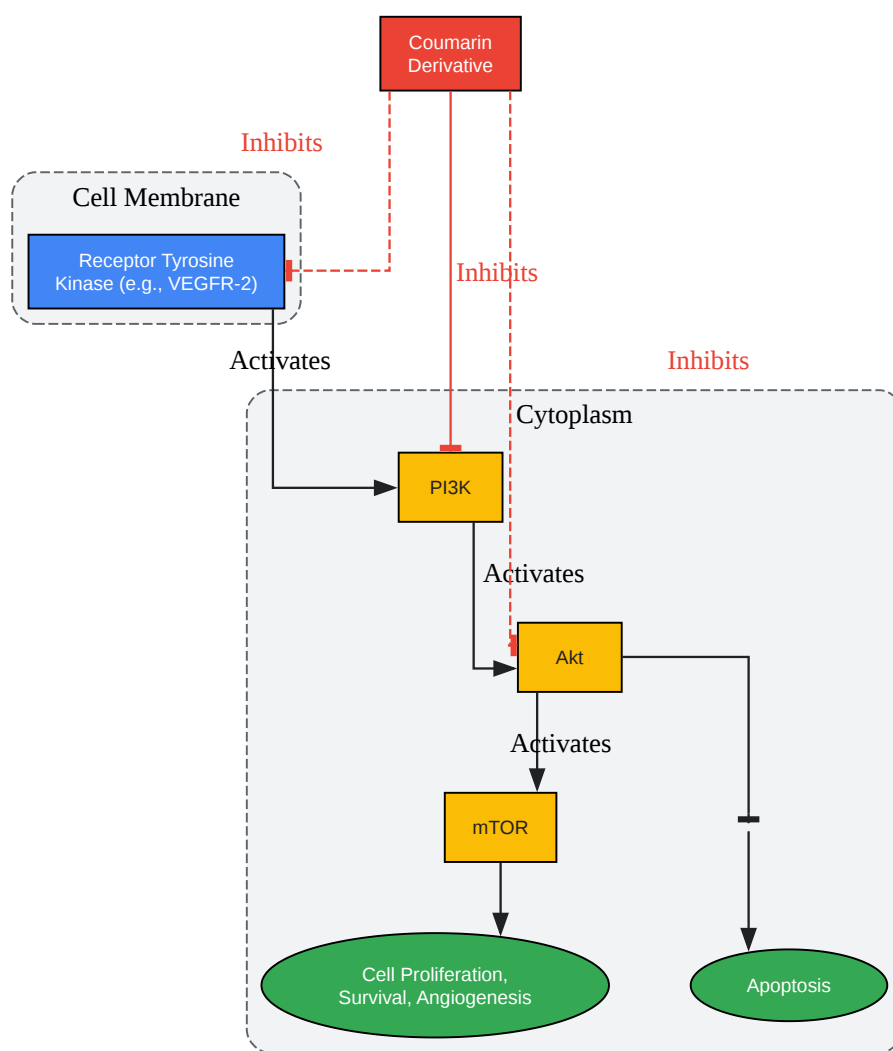 Coumarin
Derivative
Inhibits
Cell Membrane
Receptor Tyrosine
Kinase (e.g., VEGFR-2)
Inhibits
Activates
Inhibits
Cytoplasm
PI3K
Activates
Akt
Activates
mTOR
Cell Proliferation,
Survival, Angiogenesis
Apoptosis